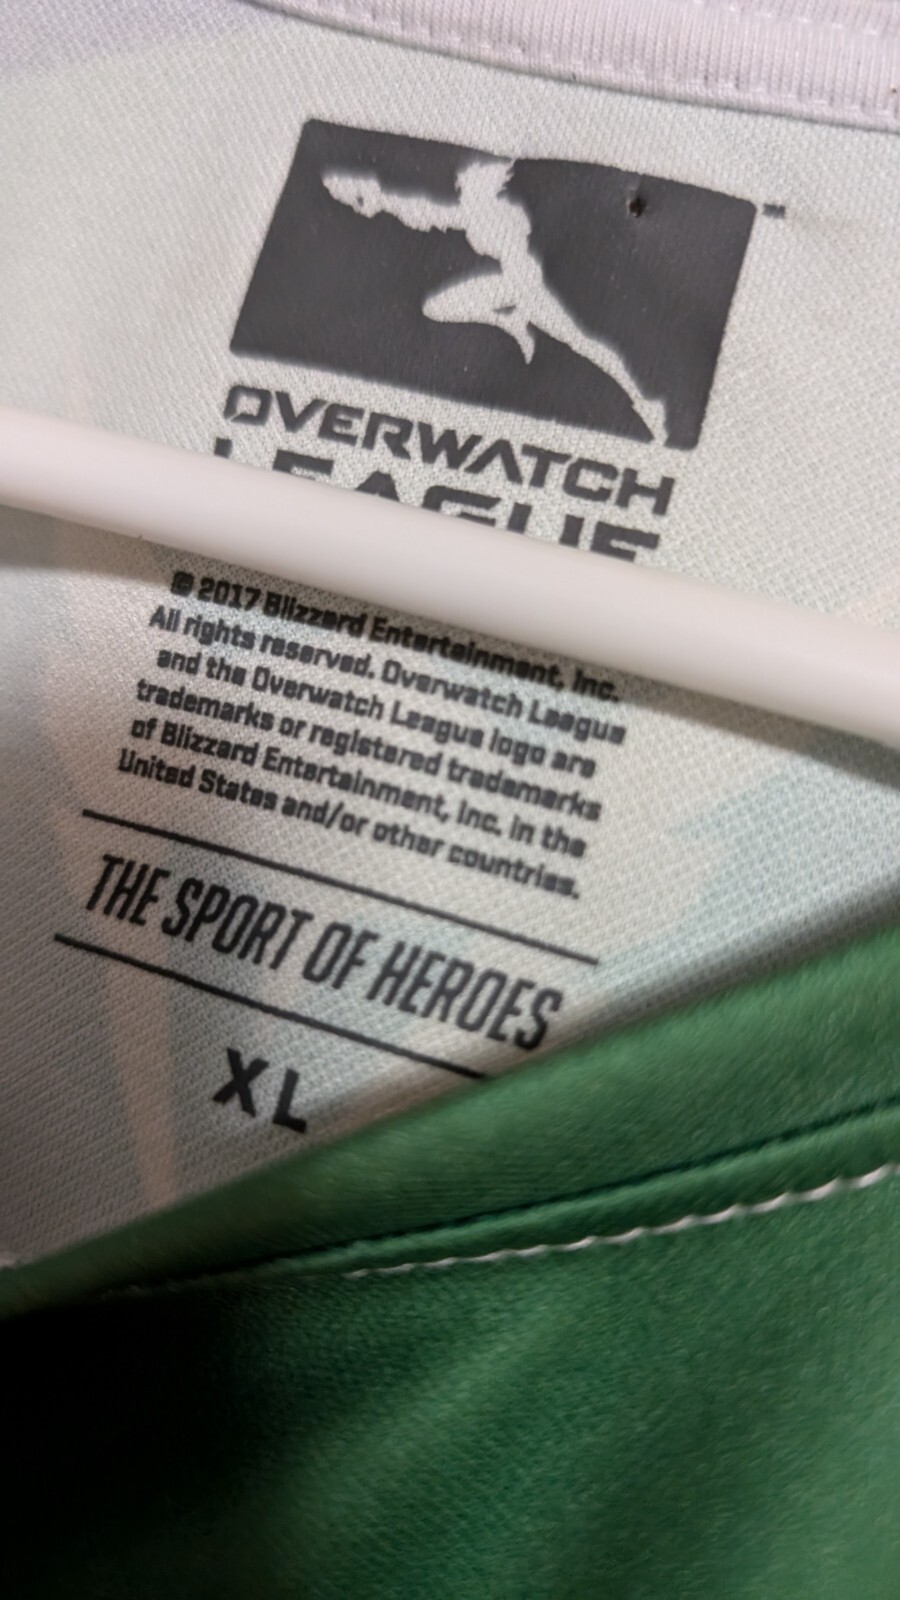 OVERWATCH
LEAGUE
© 2017 Blizzard Entertainment, Inc.
All rights reserved. Overwatch League
and the Overwatch League logo are
trademarks or registered trademarks
of Blizzard Entertainment, Inc. in the
United States and/or other countries.
THE SPORT OF HEROES
XL